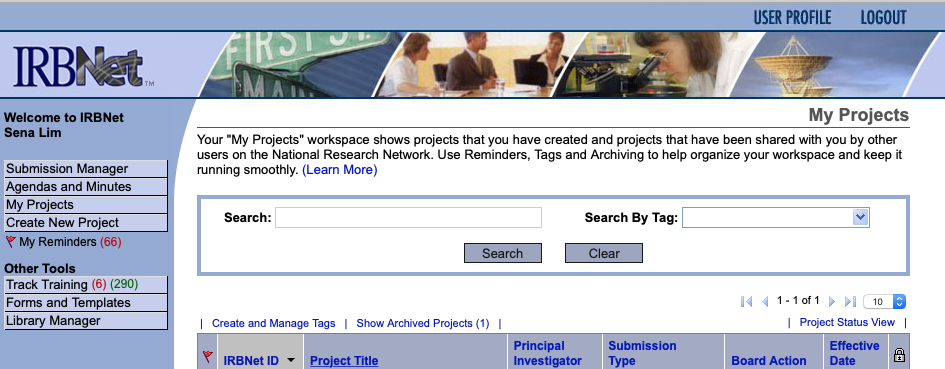 USER PROFILE LOGOUT
IRBNet™
FIRST ST
MAIN
Welcome to IRBNet
Sena Lim
Submission Manager
Agendas and Minutes
My Projects
Create New Project
My Reminders (66)
Other Tools
Track Training (6) (290)
Forms and Templates
Library Manager
My Projects
Your "My Projects" workspace shows projects that you have created and projects that have been shared with you by other
users on the National Research Network. Use Reminders, Tags and Archiving to help organize your workspace and keep it
running smoothly. (Learn More)
Search: Search By Tag:
Search Clear
1 - 1 of 1 10
| Create and Manage Tags | Show Archived Projects (1) | | Project Status View |
IRBNet ID Project Title Principal Investigator Submission Type Board Action Effective Date